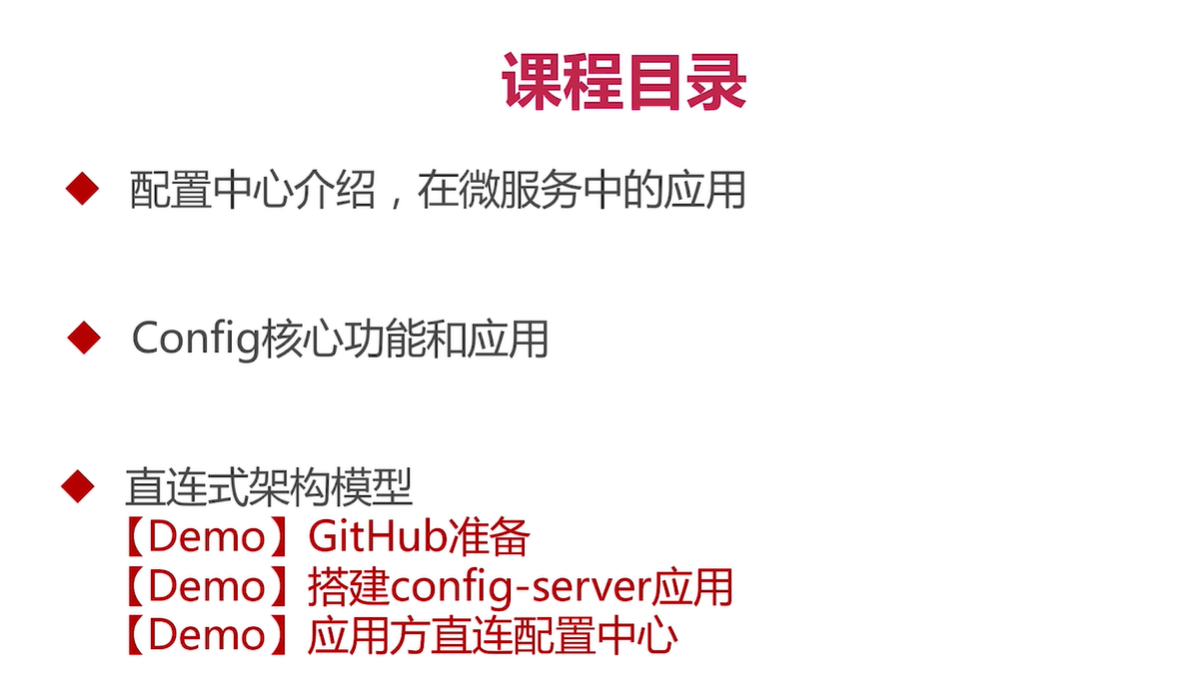 课程目录
配置中心介绍，在微服务中的应用
Config核心功能和应用
直连式架构模型
【Demo】GitHub准备
【Demo】搭建config-server应用
【Demo】应用方直连配置中心